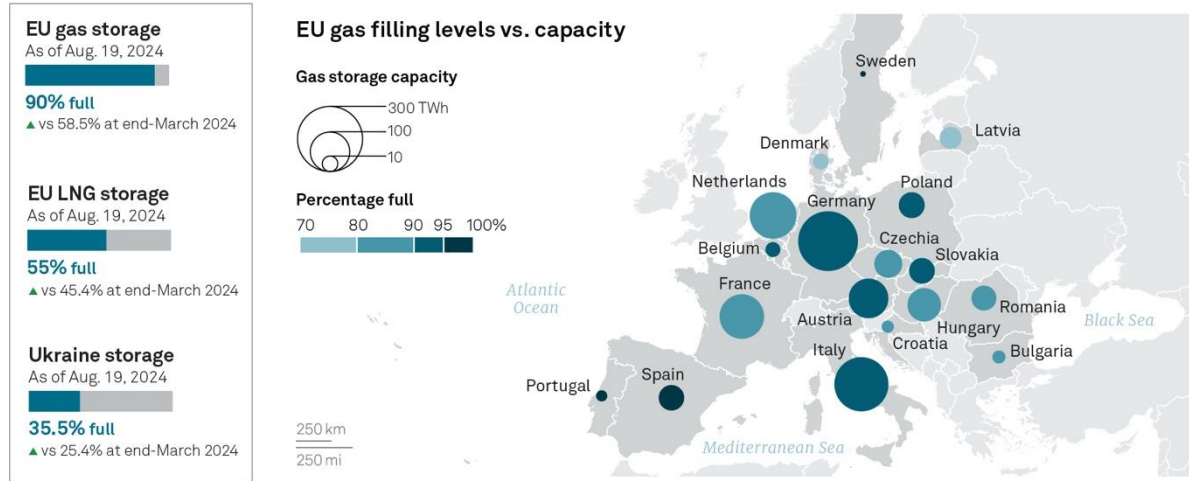 EU gas storage
As of Aug. 19, 2024
90% full
▲ vs 58.5% at end-March 2024
EU LNG storage
As of Aug. 19, 2024
55% full
▲ vs 45.4% at end-March 2024
Ukraine storage
As of Aug. 19, 2024
35.5% full
▲ vs 25.4% at end-March 2024
EU gas filling levels vs. capacity
Gas storage capacity
300 TWh
100
10
Percentage full
70 80 90 95 100%
Sweden
Latvia
Denmark
Netherlands
Poland
Germany
Belgium
Czechia
Slovakia
France
Atlantic
Ocean
Austria
Hungary
Romania
Black Sea
Croatia
Italy
Bulgaria
Portugal
Spain
Mediterranean Sea
250 km
250 mi